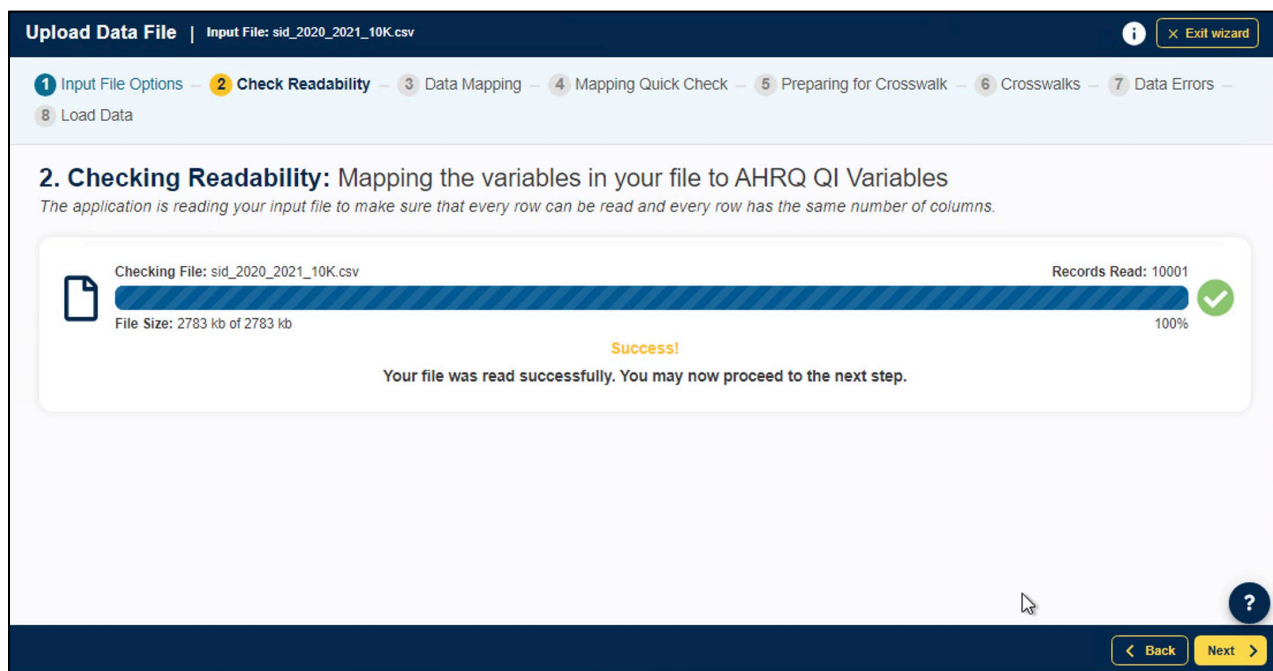 Upload Data File | Input File: sid_2020_2021_10K.csv
i × Exit wizard
1 Input File Options – 2 Check Readability – 3 Data Mapping – 4 Mapping Quick Check – 5 Preparing for Crosswalk – 6 Crosswalks – 7 Data Errors –
8 Load Data
2. Checking Readability: Mapping the variables in your file to AHRQ QI Variables
The application is reading your input file to make sure that every row can be read and every row has the same number of columns.
Checking File: sid_2020_2021_10K.csv
Records Read: 10001
File Size: 2783 kb of 2783 kb
100%
Success!
Your file was read successfully. You may now proceed to the next step.
?
Back
Next